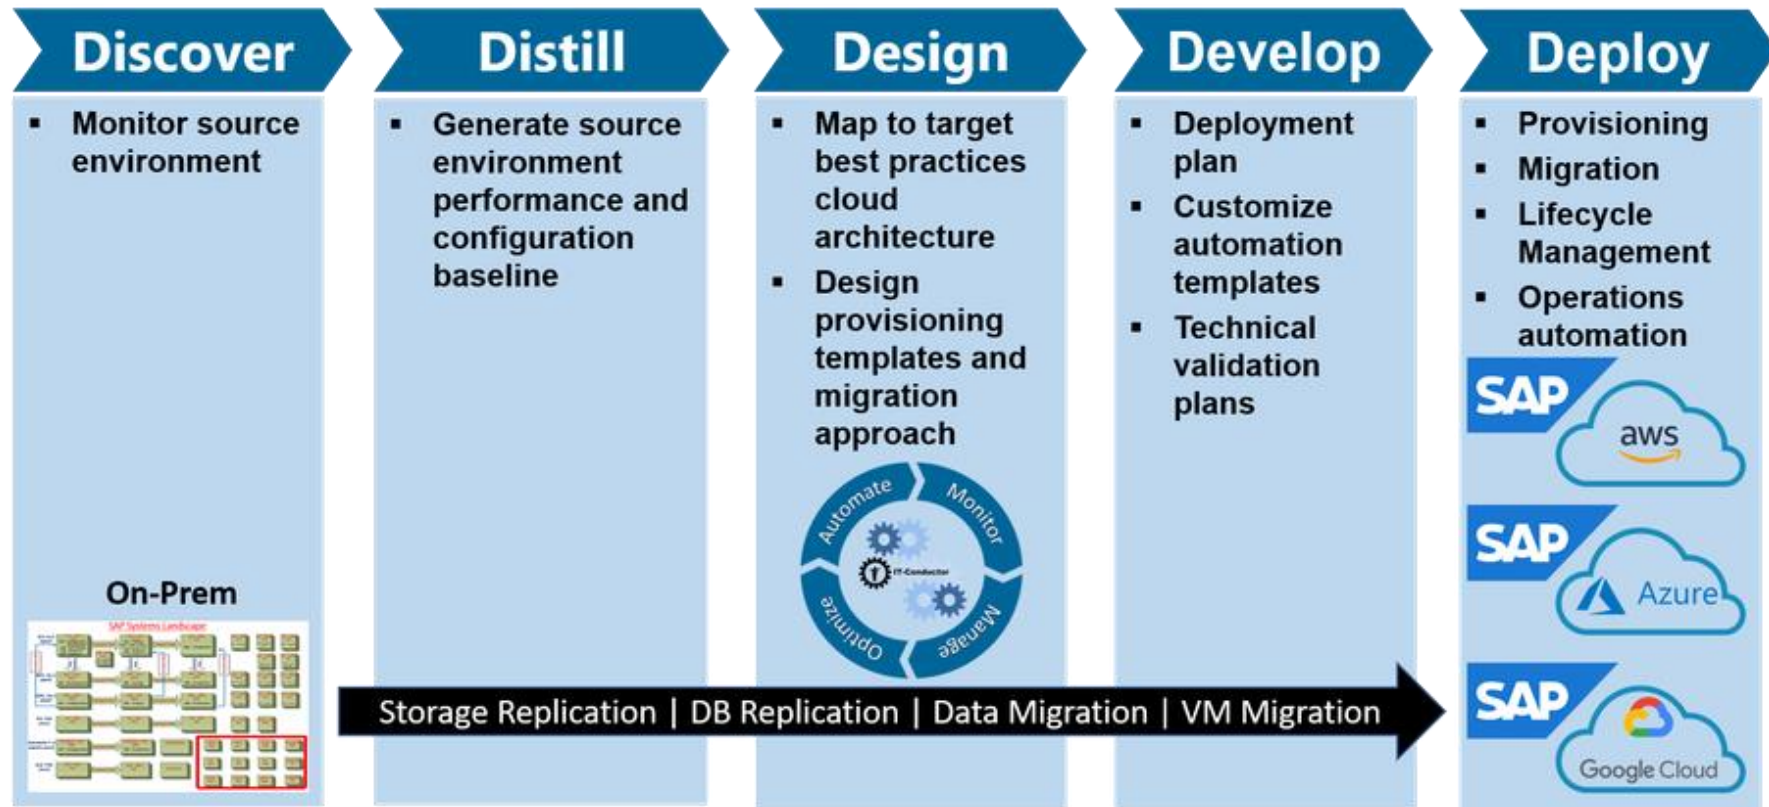 Discover
Monitor source
environment
On-Prem
SAP Systems Landscape
Distill
Generate source
environment
performance and
configuration
baseline
Design
Map to target
best practices
cloud
architecture
Design
provisioning
templates and
migration
approach
Automate
Monitor
Manage
Optimize
IT-Conductor
Develop
Deployment
plan
Customize
automation
templates
Technical
validation
plans
Deploy
Provisioning
Migration
Lifecycle
Management
Operations
automation
SAP
aws
SAP
Azure
SAP
Google Cloud
Storage Replication | DB Replication | Data Migration | VM Migration